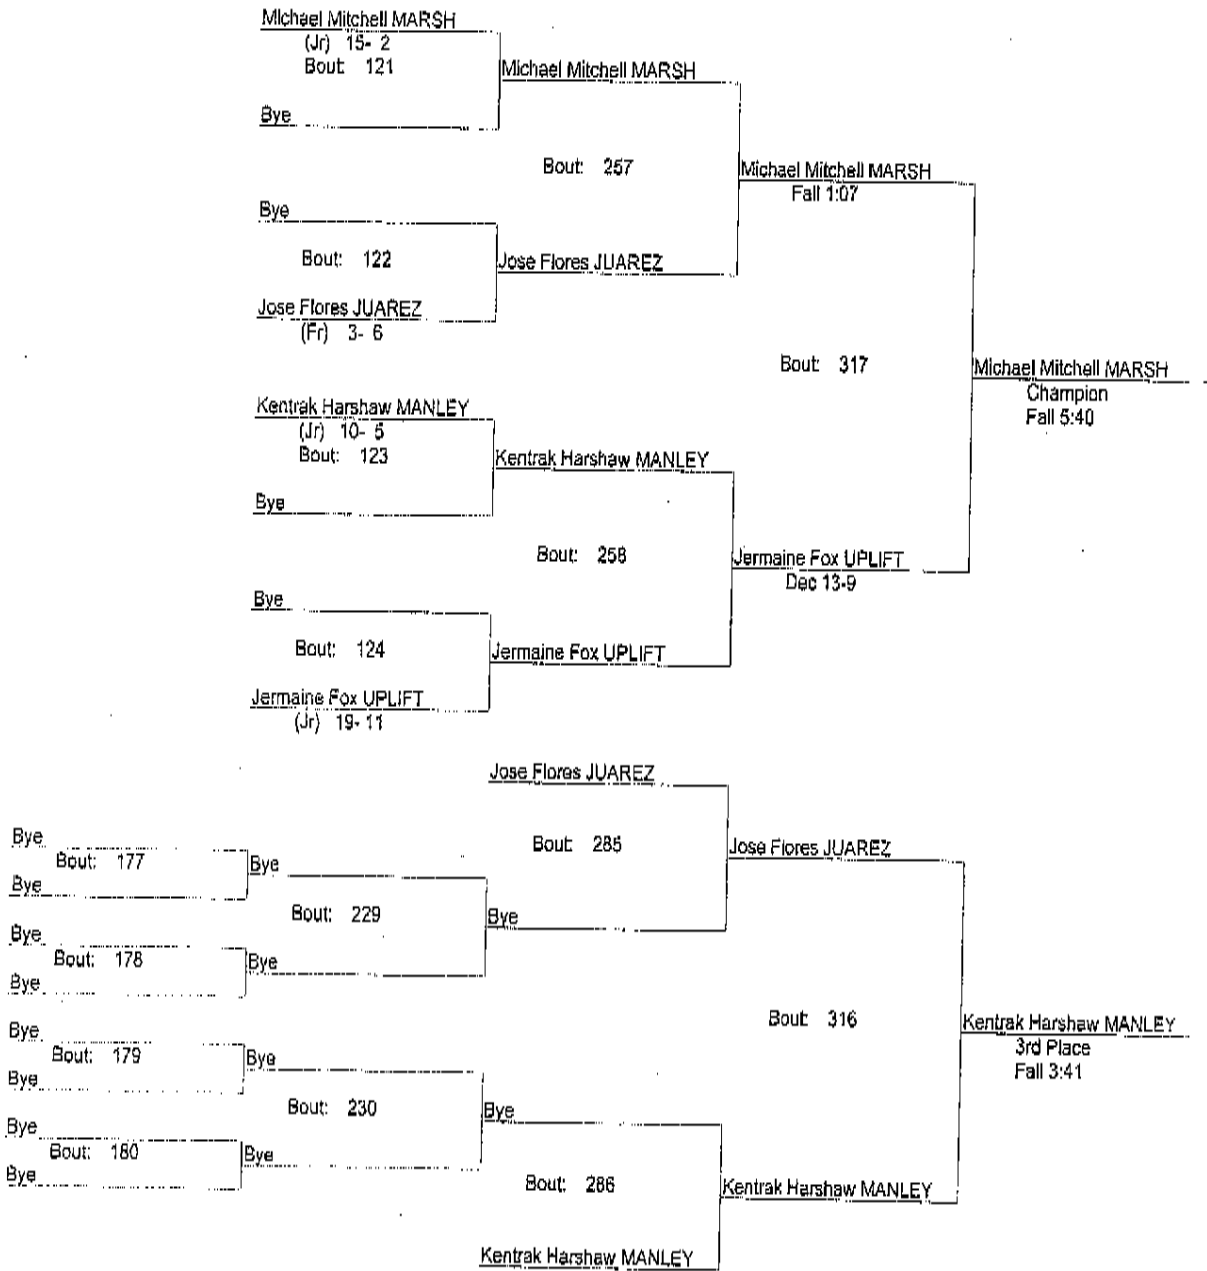 Michael Mitchell MARSH
(Jr) 15- 2
Bout: 121
Michael Mitchell MARSH
Bye
Bout: 257
Michael Mitchell MARSH
Fall 1:07
Bye
Bout: 122
Jose Flores JUAREZ
Jose Flores JUAREZ
(Fr) 3- 6
Bout: 317
Michael Mitchell MARSH
Champion
Fall 5:40
Kentrak Harshaw MANLEY
(Jr) 10- 5
Bout: 123
Kentrak Harshaw MANLEY
Bye
Bout: 258
Jermaine Fox UPLIFT
Dec 13-9
Bye
Bout: 124
Jermaine Fox UPLIFT
Jermaine Fox UPLIFT
(Jr) 19- 11
Jose Flores JUAREZ
Bout: 285
Jose Flores JUAREZ
Bye
Bout: 177
Bye
Bye
Bout: 229
Bye
Bye
Bout: 178
Bye
Bye
Bout: 316
Kentrak Harshaw MANLEY
3rd Place
Fall 3:41
Bye
Bout: 179
Bye
Bye
Bout: 230
Bye
Bye
Bout: 180
Bye
Bye
Bout: 286
Kentrak Harshaw MANLEY
Kentrak Harshaw MANLEY